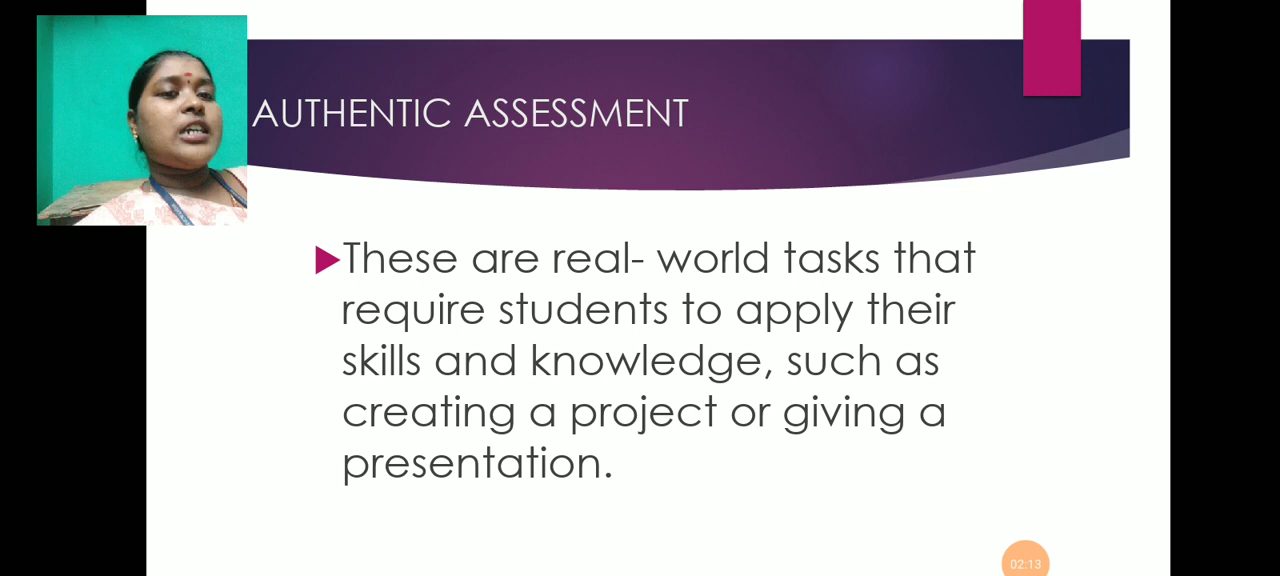 AUTHENTIC ASSESSMENT
These are real- world tasks that
require students to apply their
skills and knowledge, such as
creating a project or giving a
presentation.
02:13